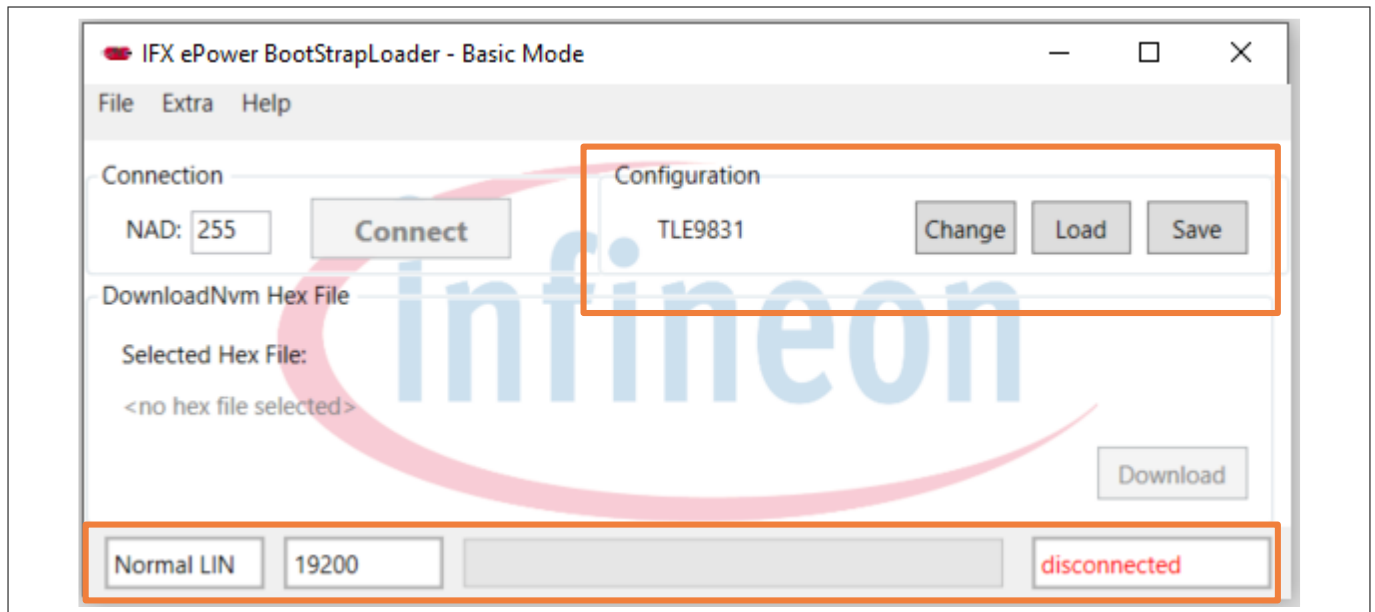 IFX ePower BootStrapLoader - Basic Mode
File Extra Help
Connection
NAD: 255 Connect
Configuration
TLE9831 Change Load Save
DownloadNvm Hex File
Selected Hex File:
<no hex file selected>
infineon
Download
Normal LIN 19200 disconnected